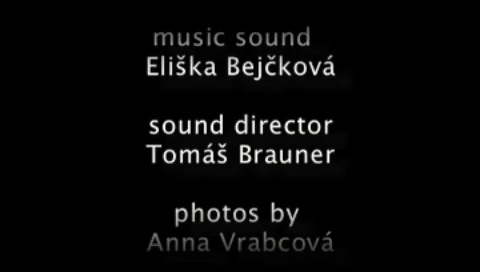 music sound
Eliška Bejčková
sound director
Tomáš Brauner
photos by
Anna Vrabcová